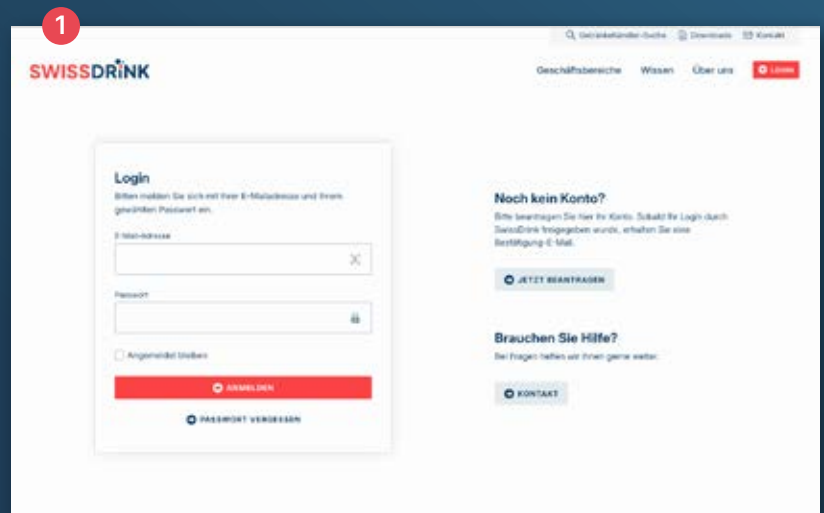 1
Getränkehändler-Suche Downloads Kontakt
SWISSDRiNK
Geschäftsbereiche Wissen Über uns LOGIN
Login
Bitten melden Sie sich mit Ihrer E-Mailadresse und Ihrem
gewählten Passwort ein.
E-Mail-Adresse
Passwort
Angemeldet bleiben
ANMELDEN
PASSWORT VERGESSEN
Noch kein Konto?
Bitte beantragen Sie hier Ihr Konto. Sobald Ihr Login durch
SwissDrink freigegeben wurde, erhalten Sie eine
Bestätigung-E-Mail.
JETZT BEANTRAGEN
Brauchen Sie Hilfe?
Bei Fragen helfen wir Ihnen gerne weiter.
KONTAKT